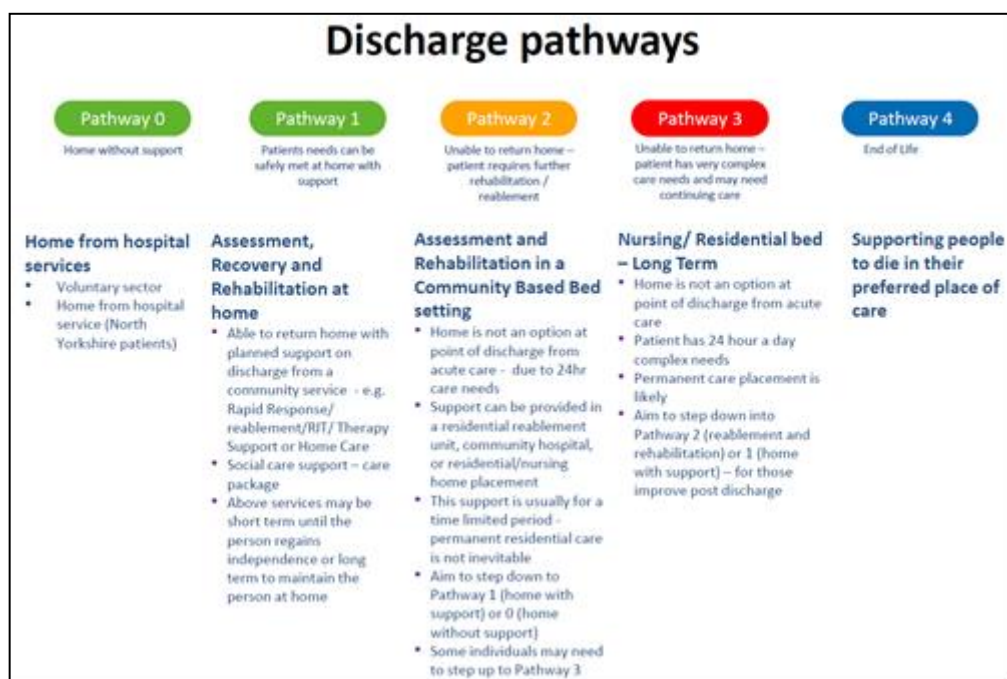 Discharge pathways
Pathway 0
Home without support
Pathway 1
Patients needs can be
safely met at home with
support
Pathway 2
Unable to return home –
patient requires further
rehabilitation /
reablement
Pathway 3
Unable to return home –
patient has very complex
care needs and may need
continuing care
Pathway 4
End of Life
Home from hospital
services
• Voluntary sector
• Home from hospital
service (North
Yorkshire patients)
Assessment,
Recovery and
Rehabilitation at
home
• Able to return home with
planned support on
discharge from a
community service - e.g.
Rapid Response/
reablement/RIT/ Therapy
Support or Home Care
• Social care support – care
package
• Above services may be
short term until the
person regains
independence or long
term to maintain the
person at home
Assessment and
Rehabilitation in a
Community Based Bed
setting
• Home is not an option at
point of discharge from
acute care - due to 24hr
care needs
• Support can be provided in
a residential reablement
unit, community hospital,
or residential/nursing
home placement
• This support is usually for a
time limited period -
permanent residential care
is not inevitable
• Aim to step down to
Pathway 1 (home with
support) or 0 (home
without support)
• Some individuals may need
to step up to Pathway 3
Nursing/ Residential bed
– Long Term
• Home is not an option at
point of discharge from acute
care
• Patient has 24 hour a day
complex needs
• Permanent care placement is
likely
• Aim to step down into
Pathway 2 (reablement and
rehabilitation) or 1 (home
with support) – for those
improve post discharge
Supporting people
to die in their
preferred place of
care